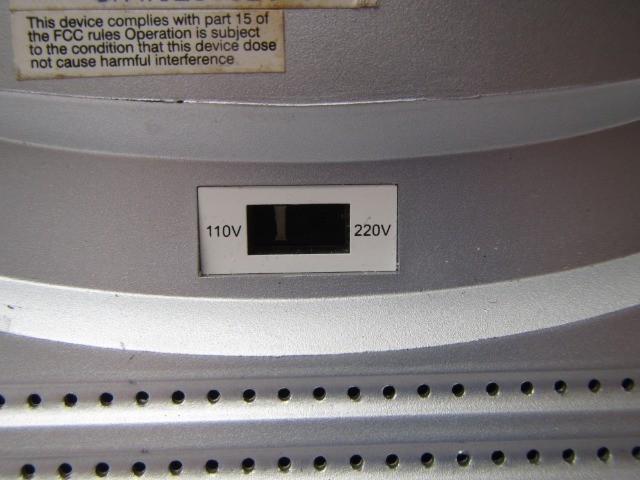 This device complies with part 15 of
the FCC rules Operation is subject
to the condition that this device dose
not cause harmful interference
110V 220V